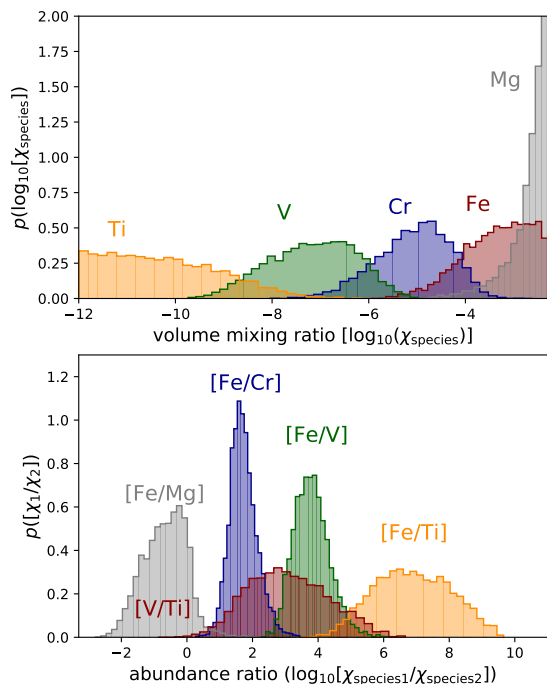 2.00
1.75
1.50
1.25
1.00
0.75
0.50
0.25
0.00
p(log₁₀[χspecies])
Mg
Ti
V
Cr
Fe
−12
−10
−8
−6
−4
volume mixing ratio [log₁₀(χspecies)]
1.2
1.0
0.8
0.6
0.4
0.2
0.0
p([χ₁/χ₂])
[Fe/Cr]
[Fe/V]
[Fe/Mg]
[Fe/Ti]
[V/Ti]
−2
0
2
4
6
8
10
abundance ratio (log₁₀[χspecies1/χspecies2])